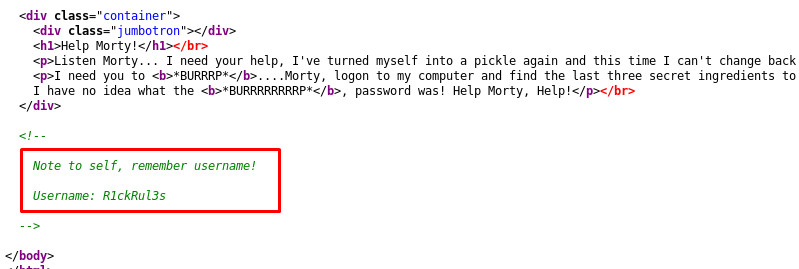 <div class="container">
<div class="jumbotron"></div>
<h1>Help Morty!</h1></br>
<p>Listen Morty... I need your help, I've turned myself into a pickle again and this time I can't change back
<p>I need you to <b>*BURRRP*</b>....Morty, logon to my computer and find the last three secret ingredients to
I have no idea what the <b>*BURRRRRRRRP*</b>, password was! Help Morty, Help!</p></br>
</div>
<!--
Note to self, remember username!
Username: R1ckRul3s
-->
</body>
</html>